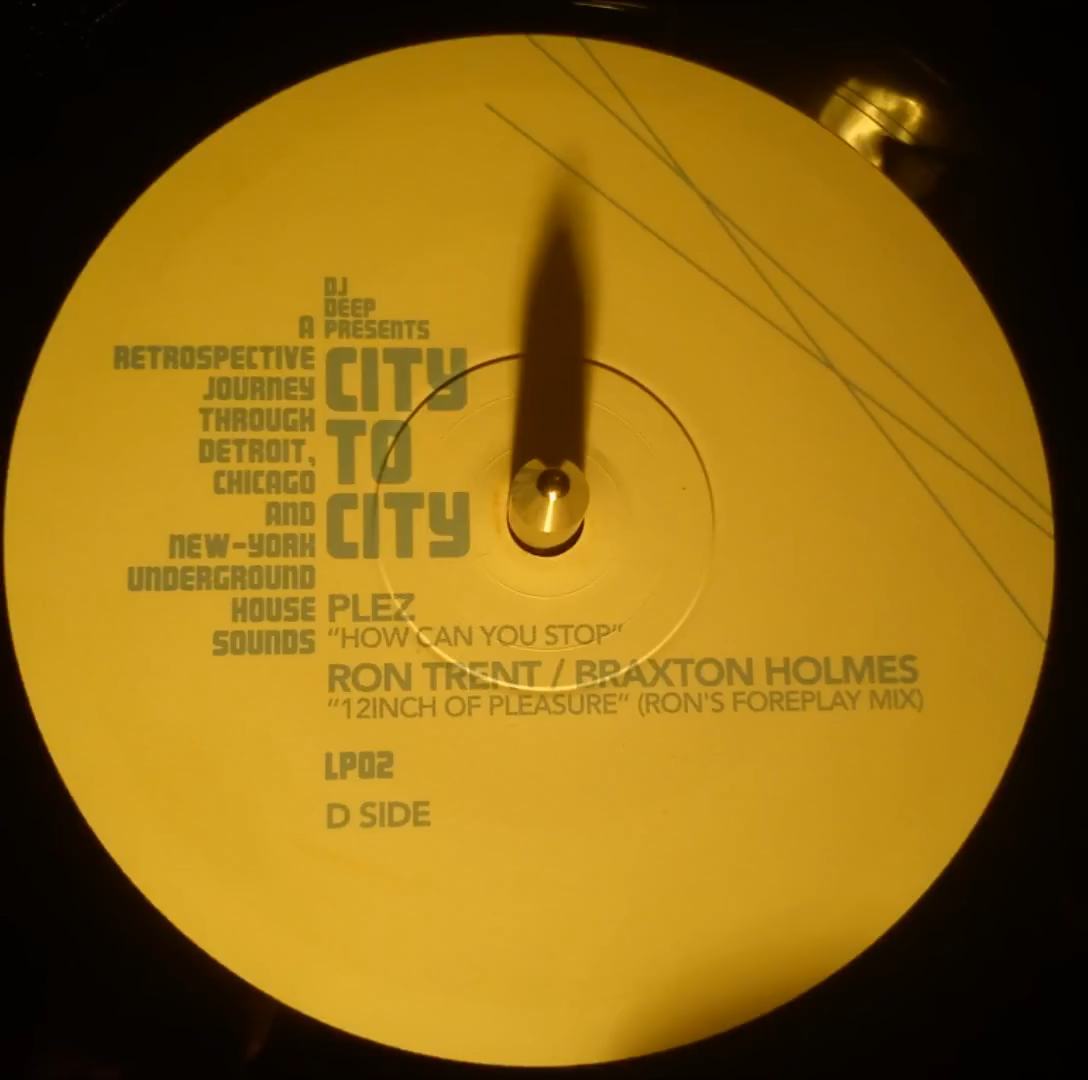 DJ
DEEP
PRESENTS
CITY
TO
CITY
A
RETROSPECTIVE
JOURNEY
THROUGH
DETROIT,
CHICAGO
AND
NEW-YORK
UNDERGROUND
HOUSE
SOUNDS
PLEZ
"HOW CAN YOU STOP"
RON TRENT / BRAXTON HOLMES
"12INCH OF PLEASURE" (RON'S FOREPLAY MIX)
LP02
D SIDE